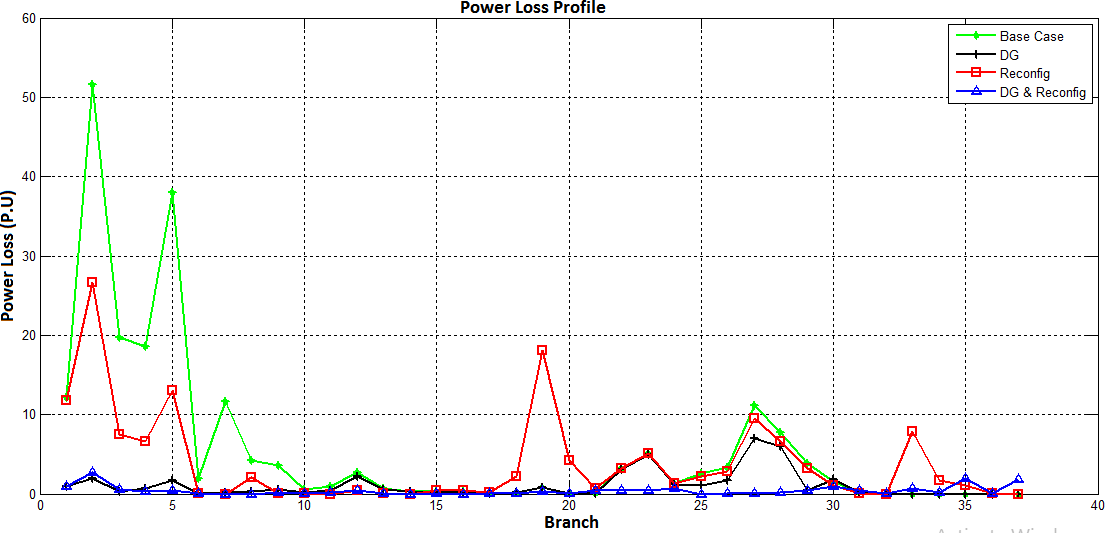 Power Loss Profile
60
50
40
30
20
10
0
Power Loss (P.U)
Base Case
DG
Reconfig
DG & Reconfig
0 5 10 15 20 25 30 35 40
Branch